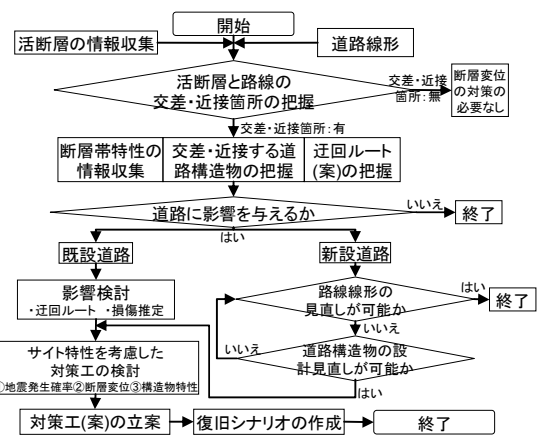 開始
活断層の情報収集
道路線形
活断層と路線の
交差・近接箇所の把握
交差・近接
箇所：無
断層変位
の対策の
必要なし
交差・近接箇所：有
断層帯特性の
情報収集
交差・近接する道
路構造物の把握
迂回ルート
(案)の把握
道路に影響を与えるか
いいえ
終了
はい
既設道路
新設道路
影響検討
・迂回ルート ・損傷推定
路線線形の
見直しが可能か
はい
終了
いいえ
サイト特性を考慮した
対策工の検討
①地震発生確率②断層変位③構造物特性
いいえ
道路構造物の設
計見直しが可能か
はい
対策工(案)の立案
復旧シナリオの作成
終了